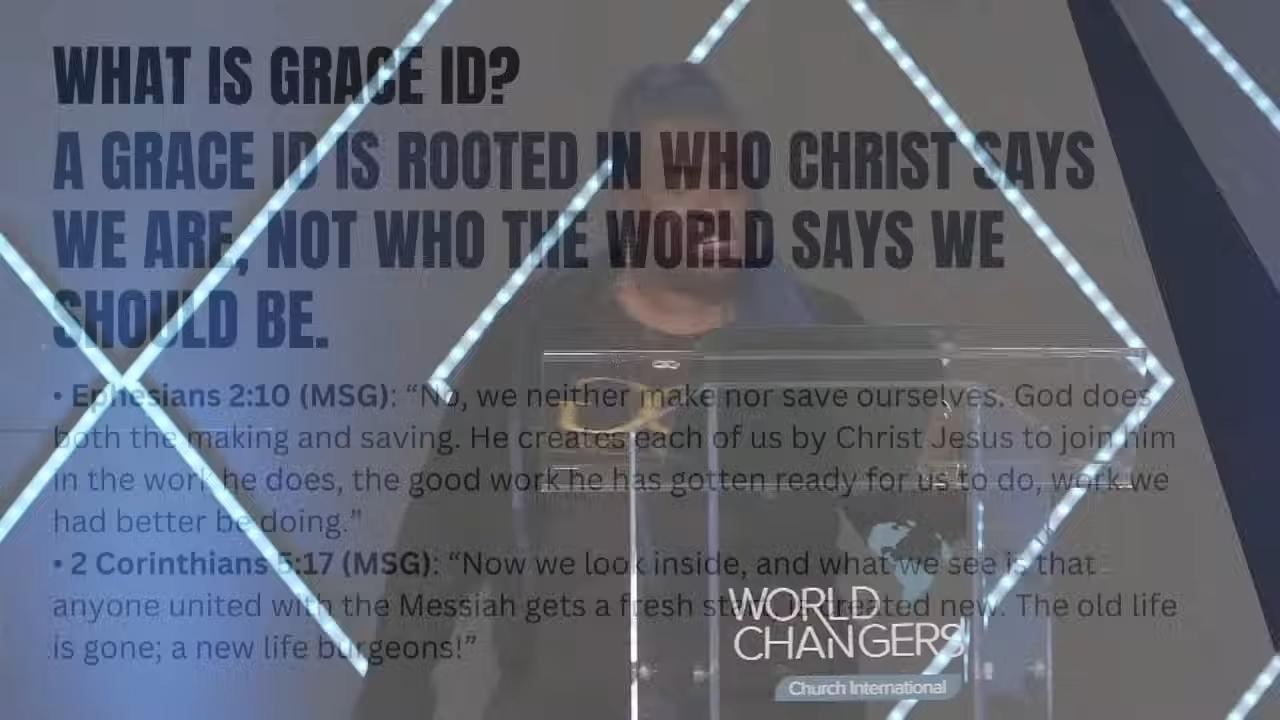 WHAT IS GRACE ID?
A GRACE ID IS ROOTED IN WHO CHRIST SAYS
WE ARE, NOT WHO THE WORLD SAYS WE
SHOULD BE.
• Ephesians 2:10 (MSG): “No, we neither make nor save ourselves. God does
both the making and saving. He creates each of us by Christ Jesus to join him
in the work he does, the good work he has gotten ready for us to do, work we
had better be doing.”
• 2 Corinthians 5:17 (MSG): “Now we look inside, and what we see is that
anyone united with the Messiah gets a fresh start, is created new. The old life
is gone; a new life burgeons!”
WORLD
CHANGERS
Church International